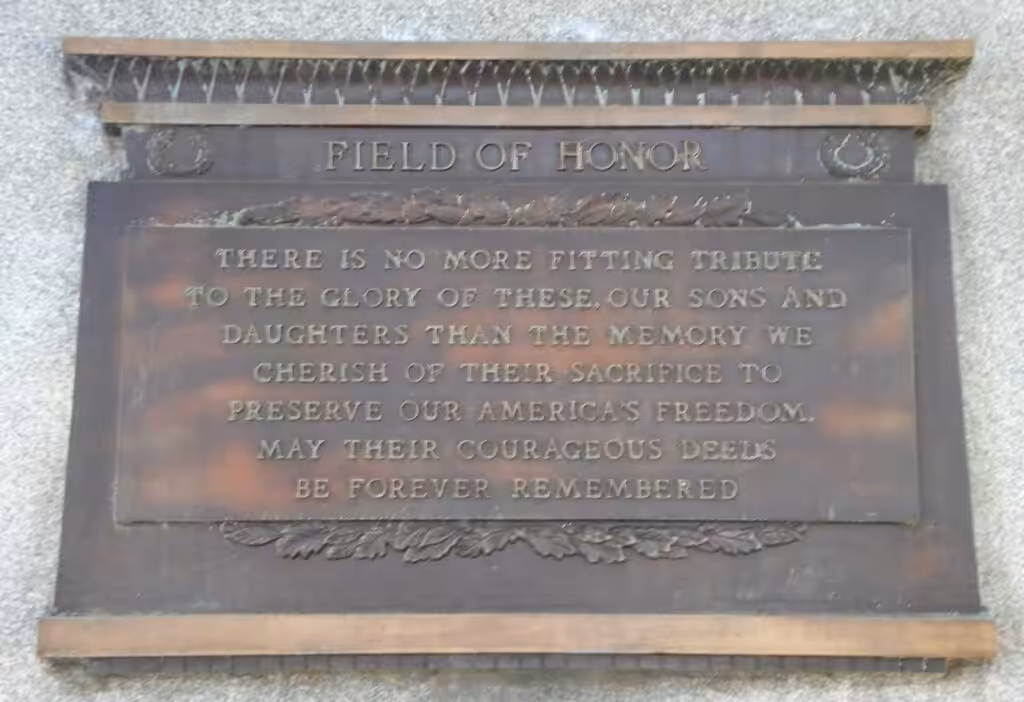 FIELD OF HONOR
THERE IS NO MORE FITTING TRIBUTE
TO THE GLORY OF THESE, OUR SONS AND
DAUGHTERS THAN THE MEMORY WE
CHERISH OF THEIR SACRIFICE TO
PRESERVE OUR AMERICA'S FREEDOM.
MAY THEIR COURAGEOUS DEEDS
BE FOREVER REMEMBERED